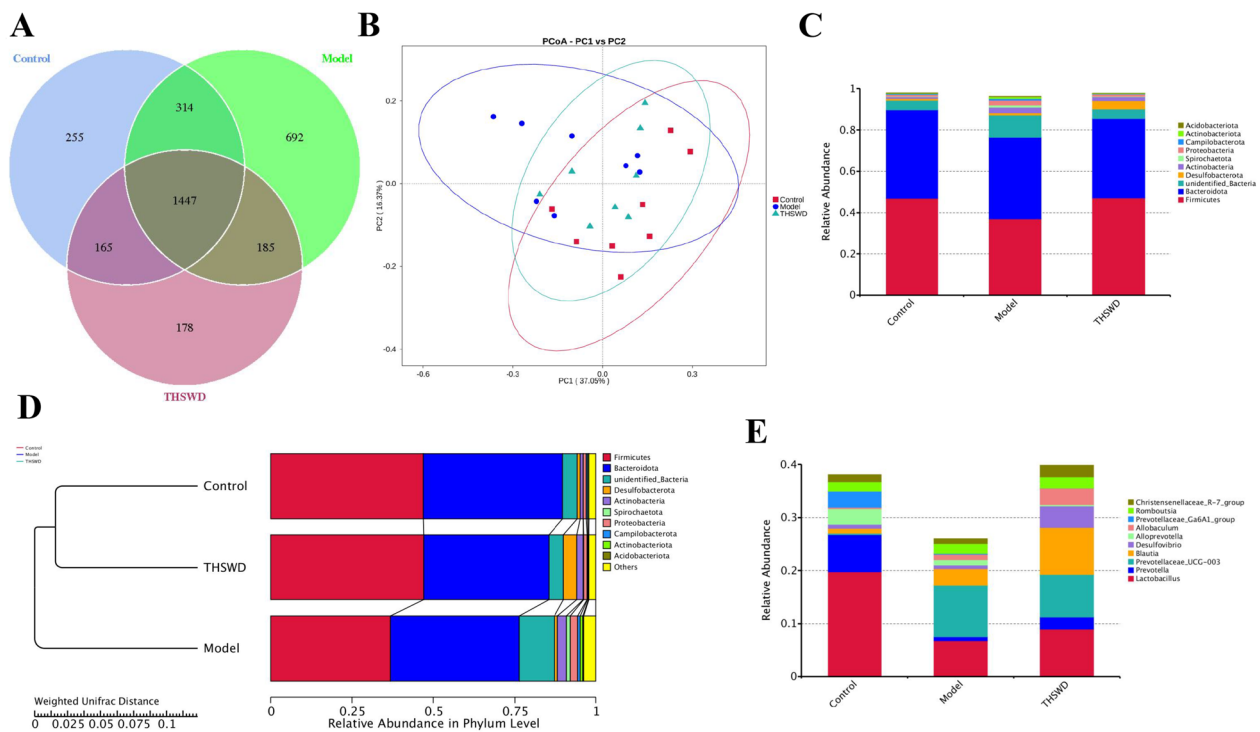 A
Control
Model
314
255
692
1447
165
185
178
THSWD
B
PCoA - PC1 vs PC2
0.2
0.0
-0.2
-0.4
PC2 ( 16.37% )
-0.6
-0.3
0.0
0.3
PC1 ( 37.05% )
Control
Model
THSWD
C
Relative Abundance
1
0.8
0.6
0.4
0.2
0
Control
Model
THSWD
Acidobacteriota
Actinobacteriota
Campilobacterota
Proteobacteria
Spirochaetota
Actinobacteria
Desulfobacterota
unidentified_Bacteria
Bacteroidota
Firmicutes
D
Control
Model
THSWD
Control
THSWD
Model
Weighted Unifrac Distance
0 0.025 0.05 0.075 0.1
0 0.25 0.5 0.75 1
Relative Abundance in Phylum Level
Firmicutes
Bacteroidota
unidentified_Bacteria
Desulfobacterota
Actinobacteria
Spirochaetota
Proteobacteria
Campilobacterota
Actinobacteriota
Acidobacteriota
Others
E
Relative Abundance
0.4
0.3
0.2
0.1
0
Control
Model
THSWD
Christensenellaceae_R-7_group
Romboutsia
Prevotellaceae_Ga6A1_group
Allobaculum
Alloprevotella
Desulfovibrio
Blautia
Prevotellaceae_UCG-003
Prevotella
Lactobacillus